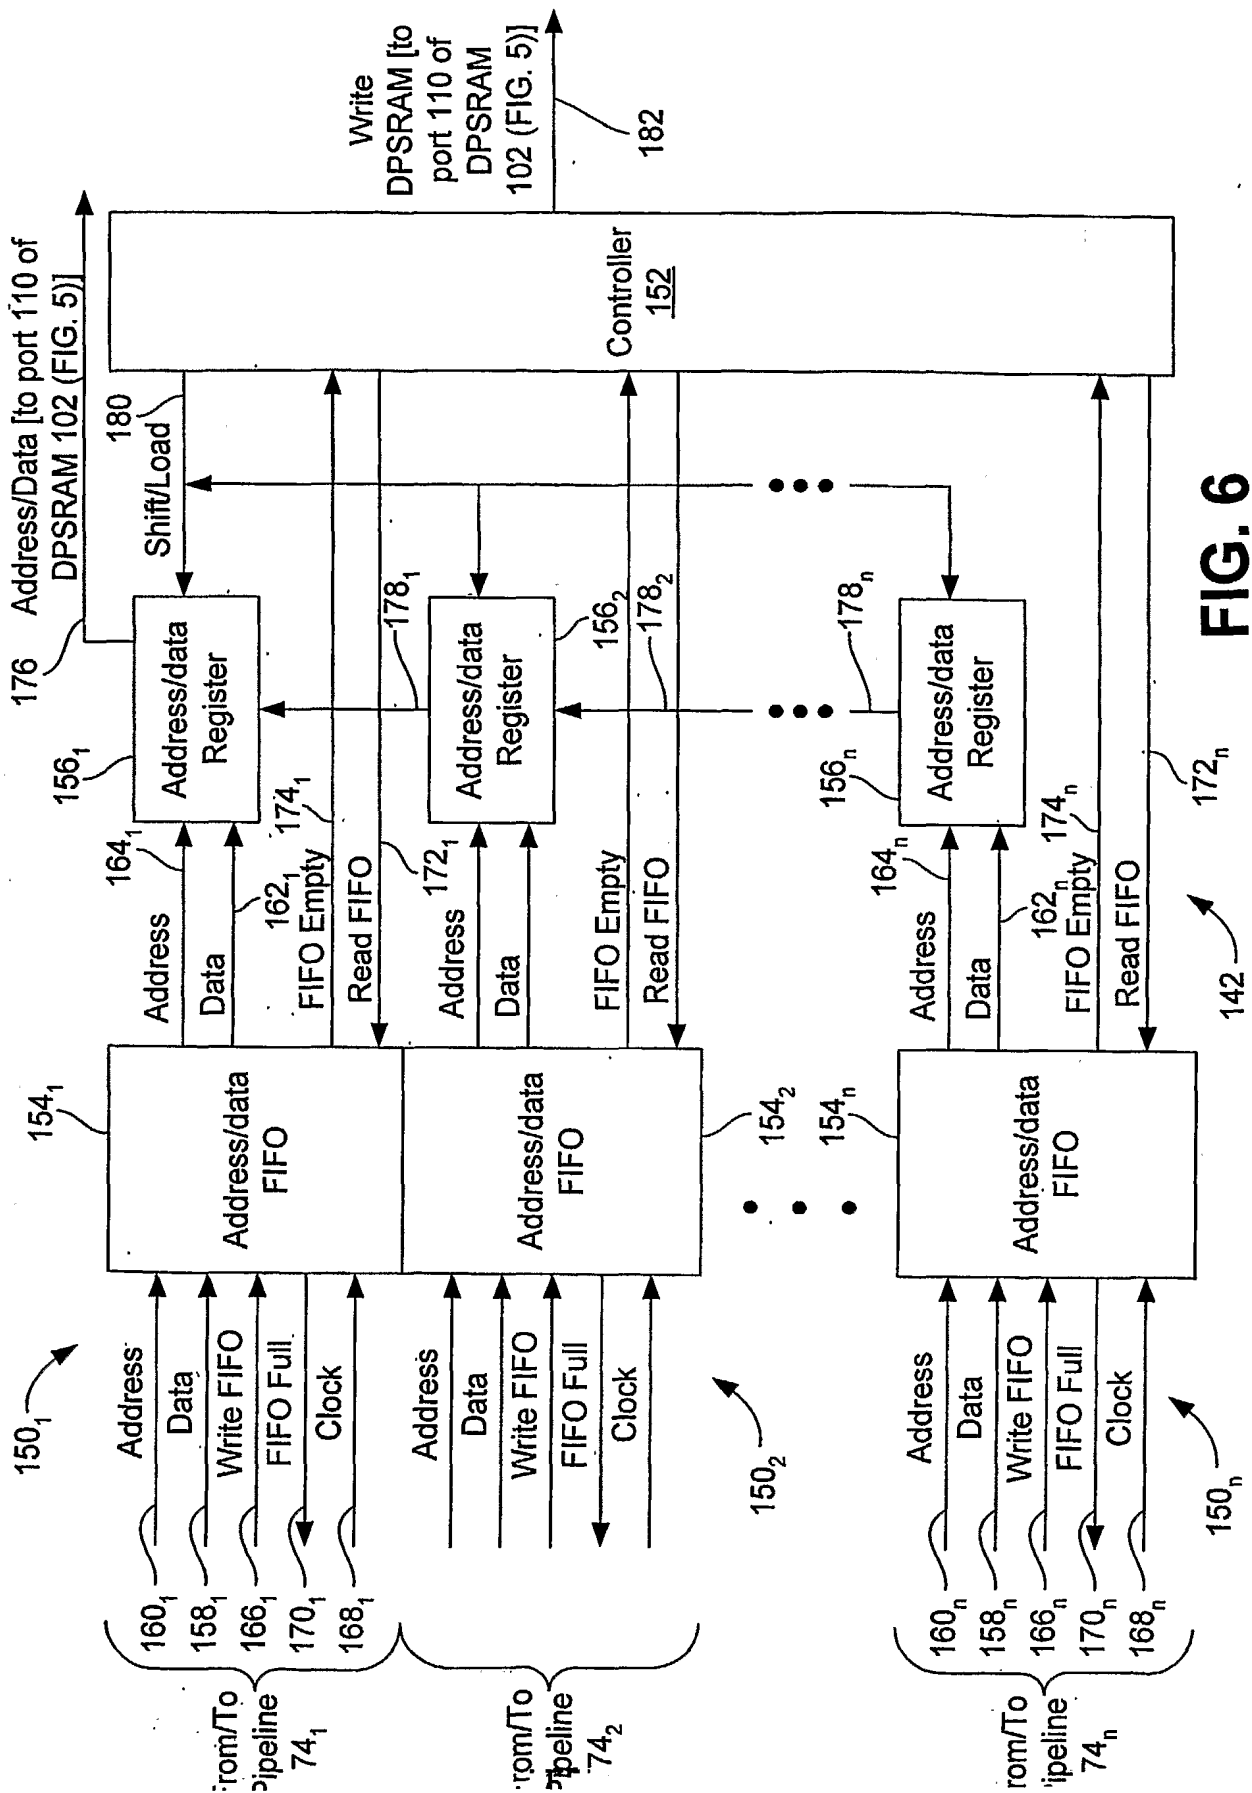 Address/Data [to port 110 of
DPSRAM 102 (FIG. 5)]
176
Write
DPSRAM [to
port 110 of
DPSRAM
102 (FIG. 5)]
182
Controller
152
180
Shift/Load
156₁
Address/data
Register
164₁
Address
162₁
Data
174₁
FIFO Empty
172₁
Read FIFO
178₁
154₁
Address/data
FIFO
150₁
Address
Data
Write FIFO
FIFO Full
Clock
160₁
158₁
166₁
170₁
168₁
Pipeline
74₁
156₂
Address/data
Register
178₂
Address
Data
FIFO Empty
Read FIFO
154₂
Address/data
FIFO
150₂
Address
Data
Write FIFO
FIFO Full
Clock
74₂
178ₙ
156ₙ
Address/data
Register
164ₙ
Address
162ₙ
Data
174ₙ
FIFO Empty
172ₙ
Read FIFO
154ₙ
Address/data
FIFO
150ₙ
Address
Data
Write FIFO
FIFO Full
Clock
160ₙ
158ₙ
166ₙ
170ₙ
168ₙ
74ₙ
142
FIG. 6